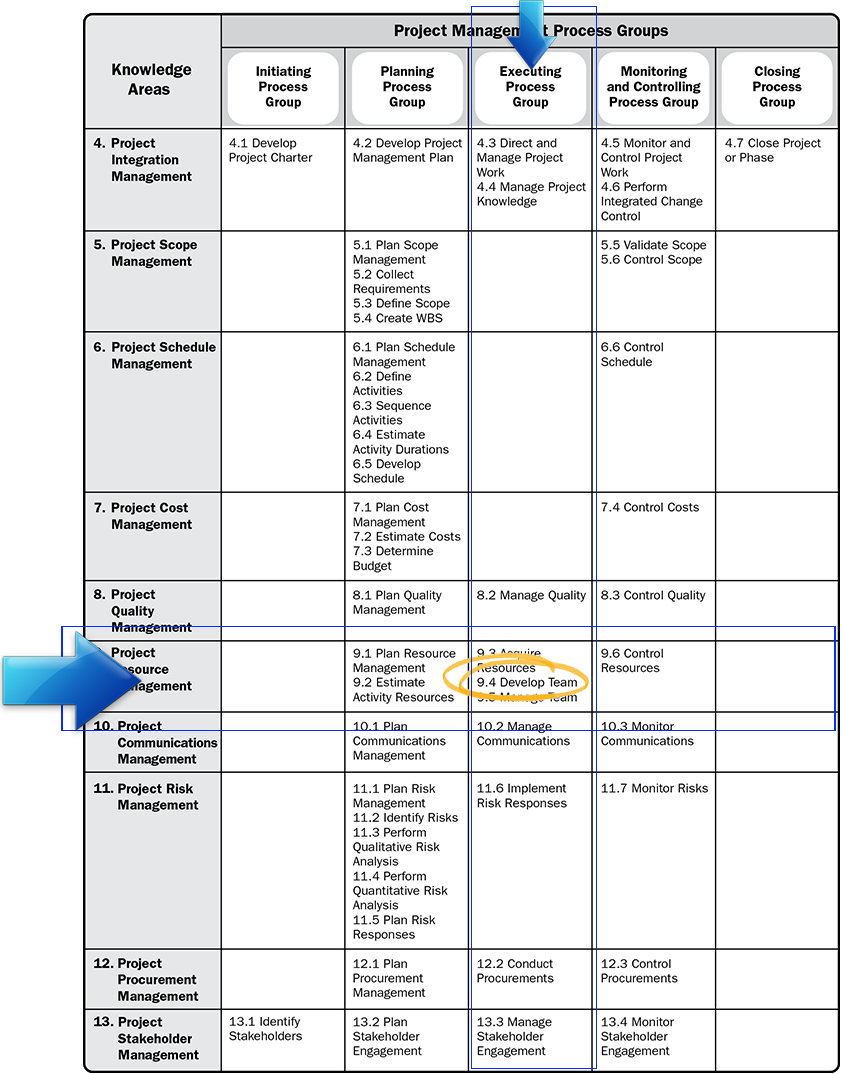 Project Management Process Groups
Knowledge
Areas
Initiating
Process
Group
Planning
Process
Group
Executing
Process
Group
Monitoring
and Controlling
Process Group
Closing
Process
Group
4. Project
Integration
Management
4.1 Develop
Project Charter
4.2 Develop Project
Management Plan
4.3 Direct and
Manage Project
Work
4.4 Manage Project
Knowledge
4.5 Monitor and
Control Project
Work
4.6 Perform
Integrated Change
Control
4.7 Close Project
or Phase
5. Project Scope
Management
5.1 Plan Scope
Management
5.2 Collect
Requirements
5.3 Define Scope
5.4 Create WBS
5.5 Validate Scope
5.6 Control Scope
6. Project Schedule
Management
6.1 Plan Schedule
Management
6.2 Define
Activities
6.3 Sequence
Activities
6.4 Estimate
Activity Durations
6.5 Develop
Schedule
6.6 Control
Schedule
7. Project Cost
Management
7.1 Plan Cost
Management
7.2 Estimate Costs
7.3 Determine
Budget
7.4 Control Costs
8. Project
Quality
Management
8.1 Plan Quality
Management
8.2 Manage Quality
8.3 Control Quality
Project
Resource
Management
9.1 Plan Resource
Management
9.2 Estimate
Activity Resources
9.3 Acquire
Resources
9.4 Develop Team
9.5 Manage Team
9.6 Control
Resources
10. Project
Communications
Management
10.1 Plan
Communications
Management
10.2 Manage
Communications
10.3 Monitor
Communications
11. Project Risk
Management
11.1 Plan Risk
Management
11.2 Identify Risks
11.3 Perform
Qualitative Risk
Analysis
11.4 Perform
Quantitative Risk
Analysis
11.5 Plan Risk
Responses
11.6 Implement
Risk Responses
11.7 Monitor Risks
12. Project
Procurement
Management
12.1 Plan
Procurement
Management
12.2 Conduct
Procurements
12.3 Control
Procurements
13. Project
Stakeholder
Management
13.1 Identify
Stakeholders
13.2 Plan
Stakeholder
Engagement
13.3 Manage
Stakeholder
Engagement
13.4 Monitor
Stakeholder
Engagement